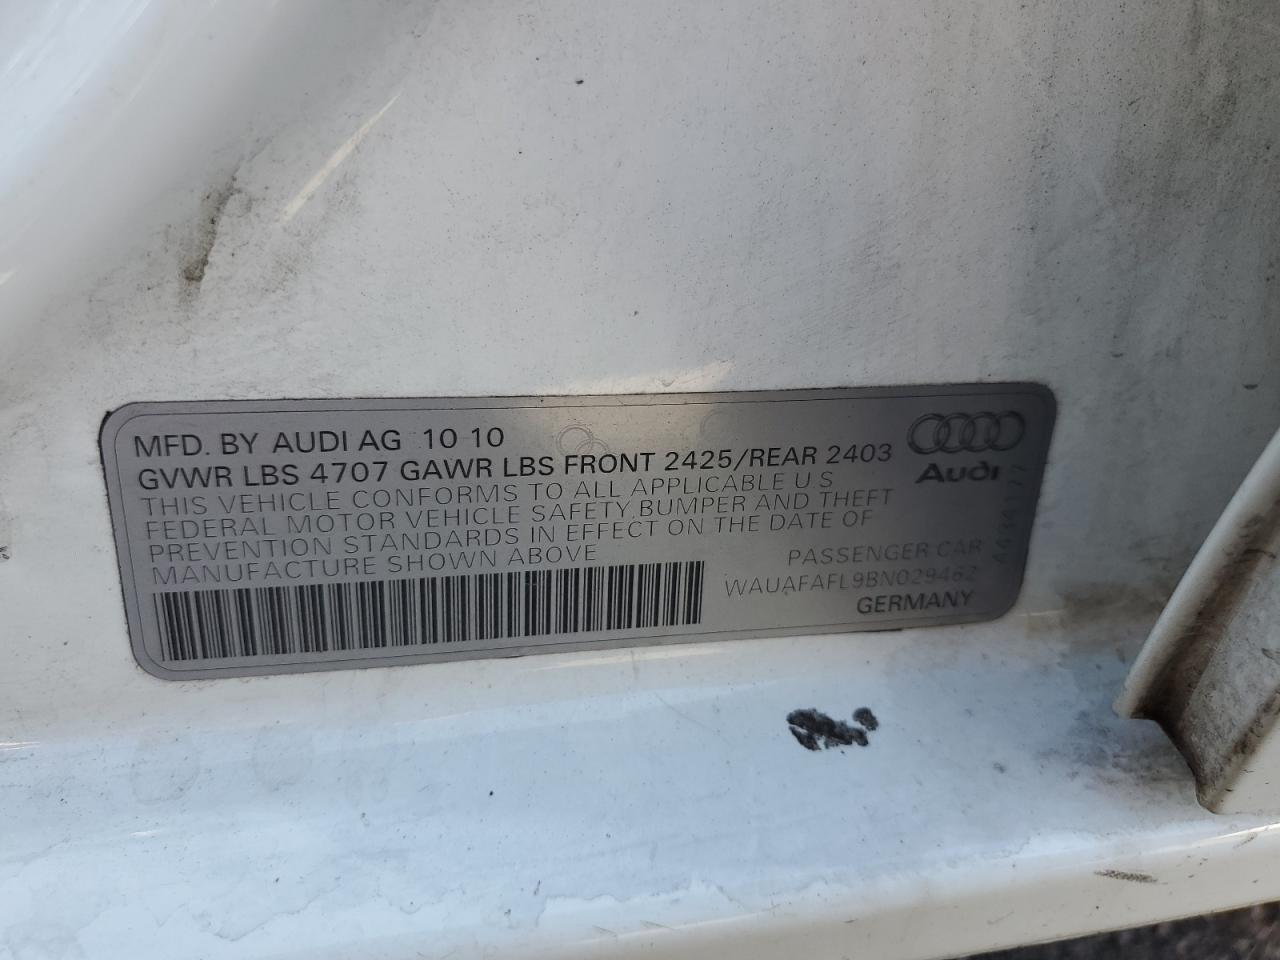 MFD. BY AUDI AG 10 10
GVWR LBS 4707 GAWR LBS FRONT 2425/REAR 2403
THIS VEHICLE CONFORMS TO ALL APPLICABLE U S
FEDERAL MOTOR VEHICLE SAFETY, BUMPER AND THEFT
PREVENTION STANDARDS IN EFFECT ON THE DATE OF
MANUFACTURE SHOWN ABOVE
Audi
PASSENGER CAR
WAUAFAFL9BN029462
GERMANY